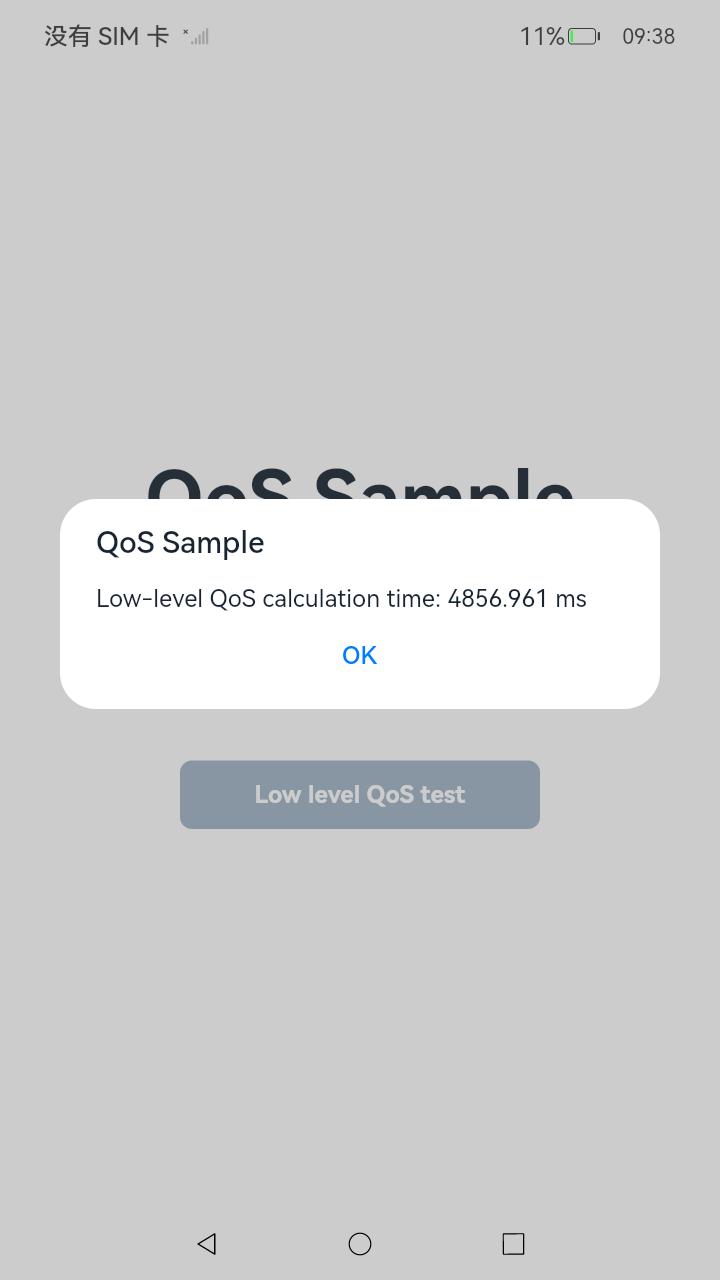 没有 SIM 卡
11%
09:38
QoS Sample
QoS Sample
Low-level QoS calculation time: 4856.961 ms
OK
Low level QoS test